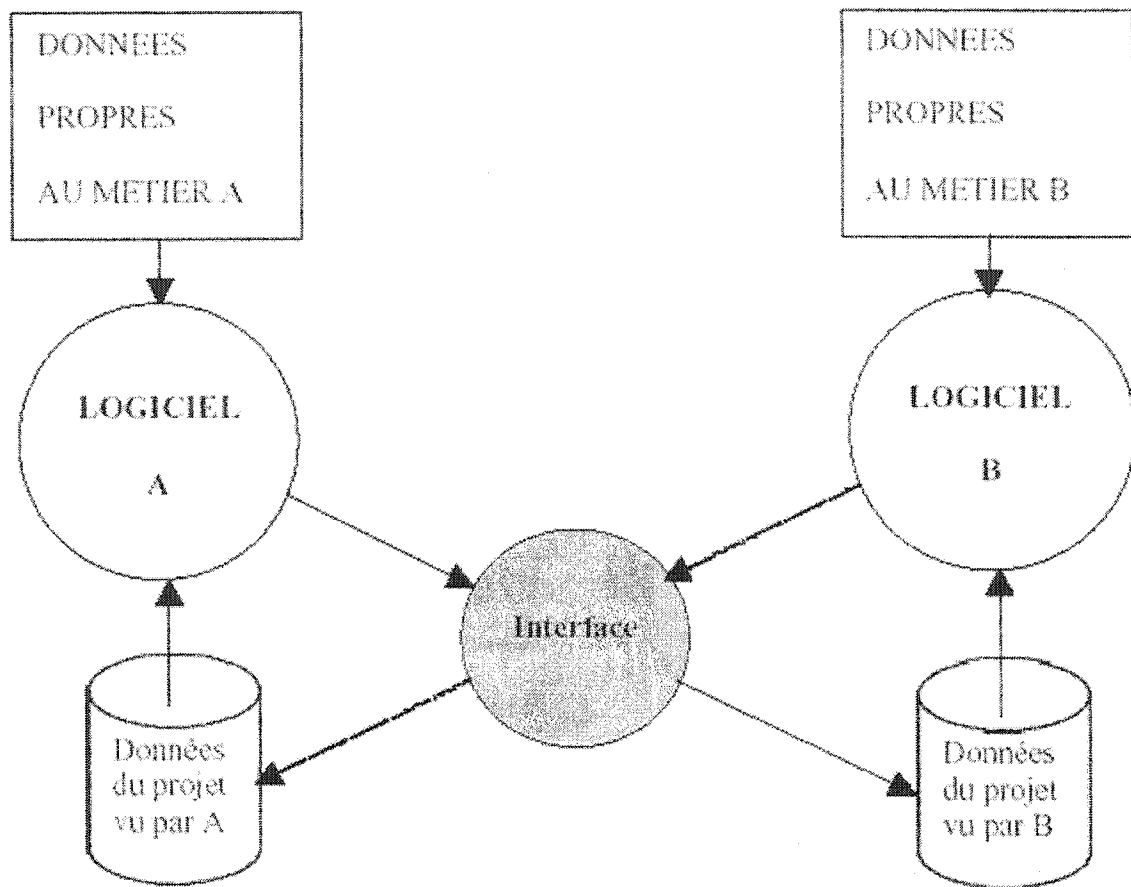 DONNEES
PROPRES
AU METIER A
DONNEES
PROPRES
AU METIER B
LOGICIEL
A
LOGICIEL
B
Interface
Données
du projet
vu par A
Données
du projet
vu par B